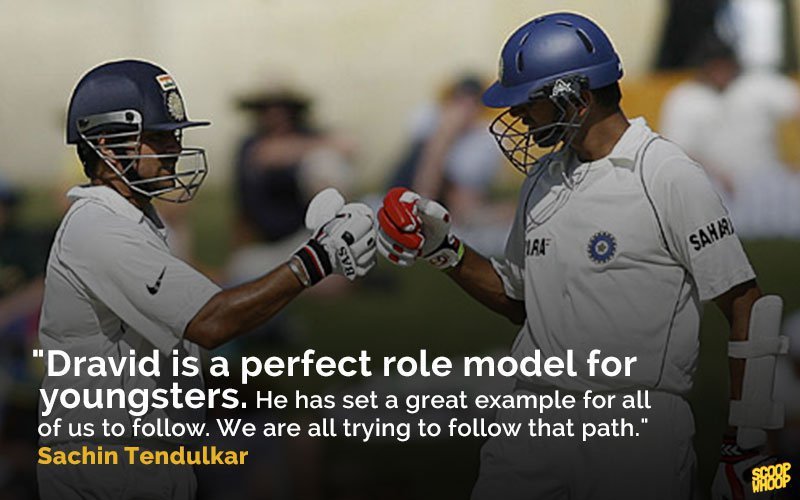 SAHARA
SVR
"Dravid is a perfect role model for
youngsters. He has set a great example for all
of us to follow. We are all trying to follow that path."
Sachin Tendulkar
SCOOP
WHOOP